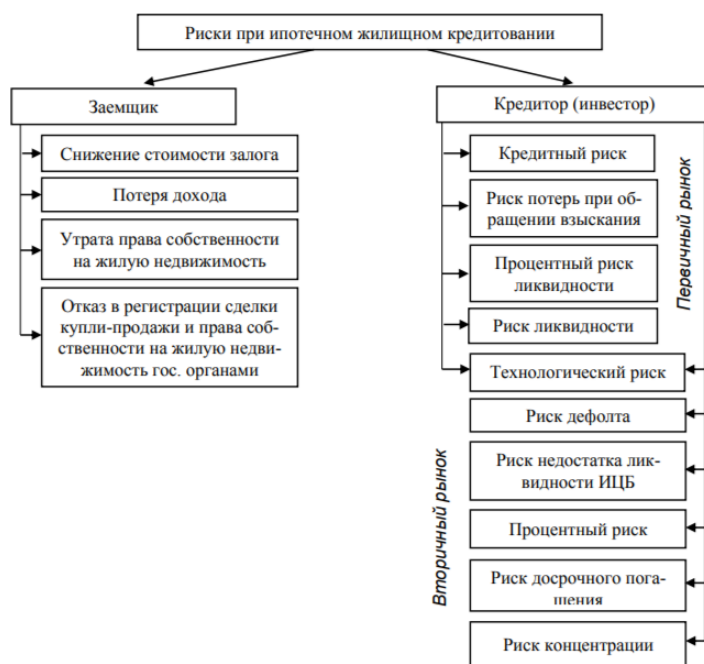 Риски при ипотечном жилищном кредитовании
Заемщик
Снижение стоимости залога
Потеря дохода
Утрата права собственности
на жилую недвижимость
Отказ в регистрации сделки
купли-продажи и права соб-
ственности на жилую недви-
жимость гос. органами
Кредитор (инвестор)
Первичный рынок
Кредитный риск
Риск потерь при об-
ращении взыскания
Процентный риск
ликвидности
Риск ликвидности
Технологический риск
Вторичный рынок
Риск дефолта
Риск недостатка лик-
видности ИЦБ
Процентный риск
Риск досрочного пога-
шения
Риск концентрации